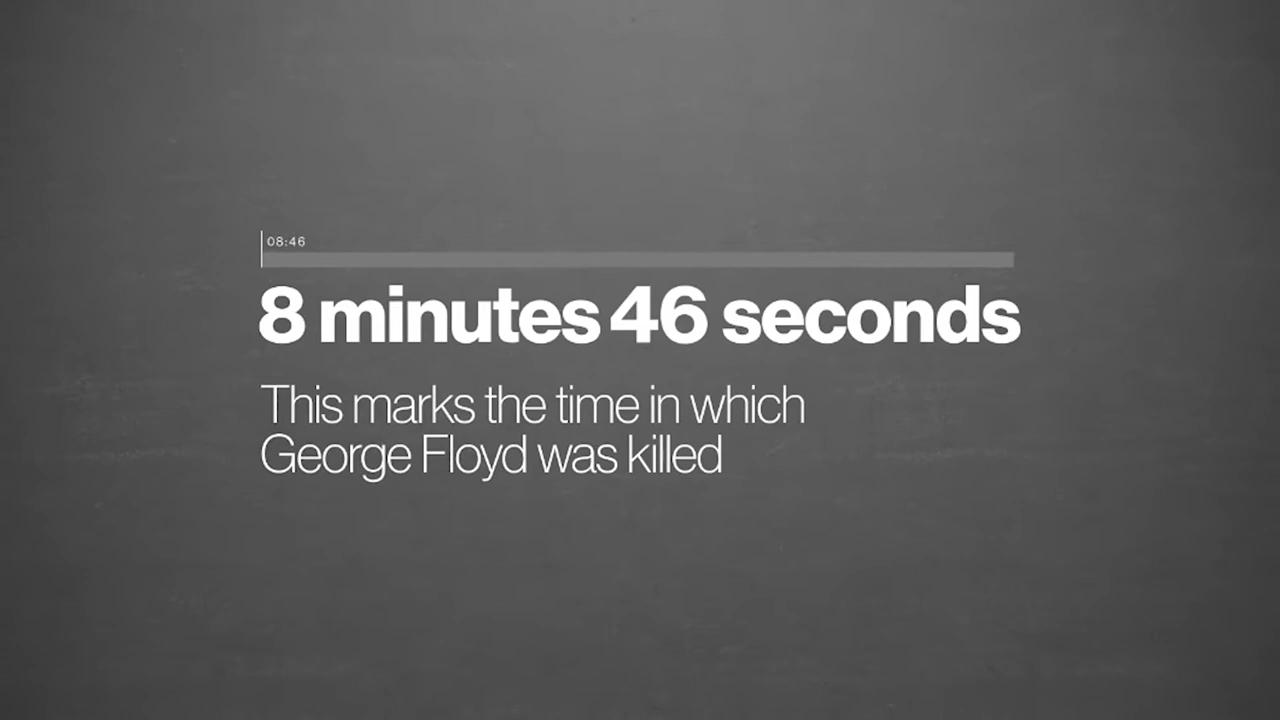 08:46
8 minutes 46 seconds
This marks the time in which
George Floyd was killed